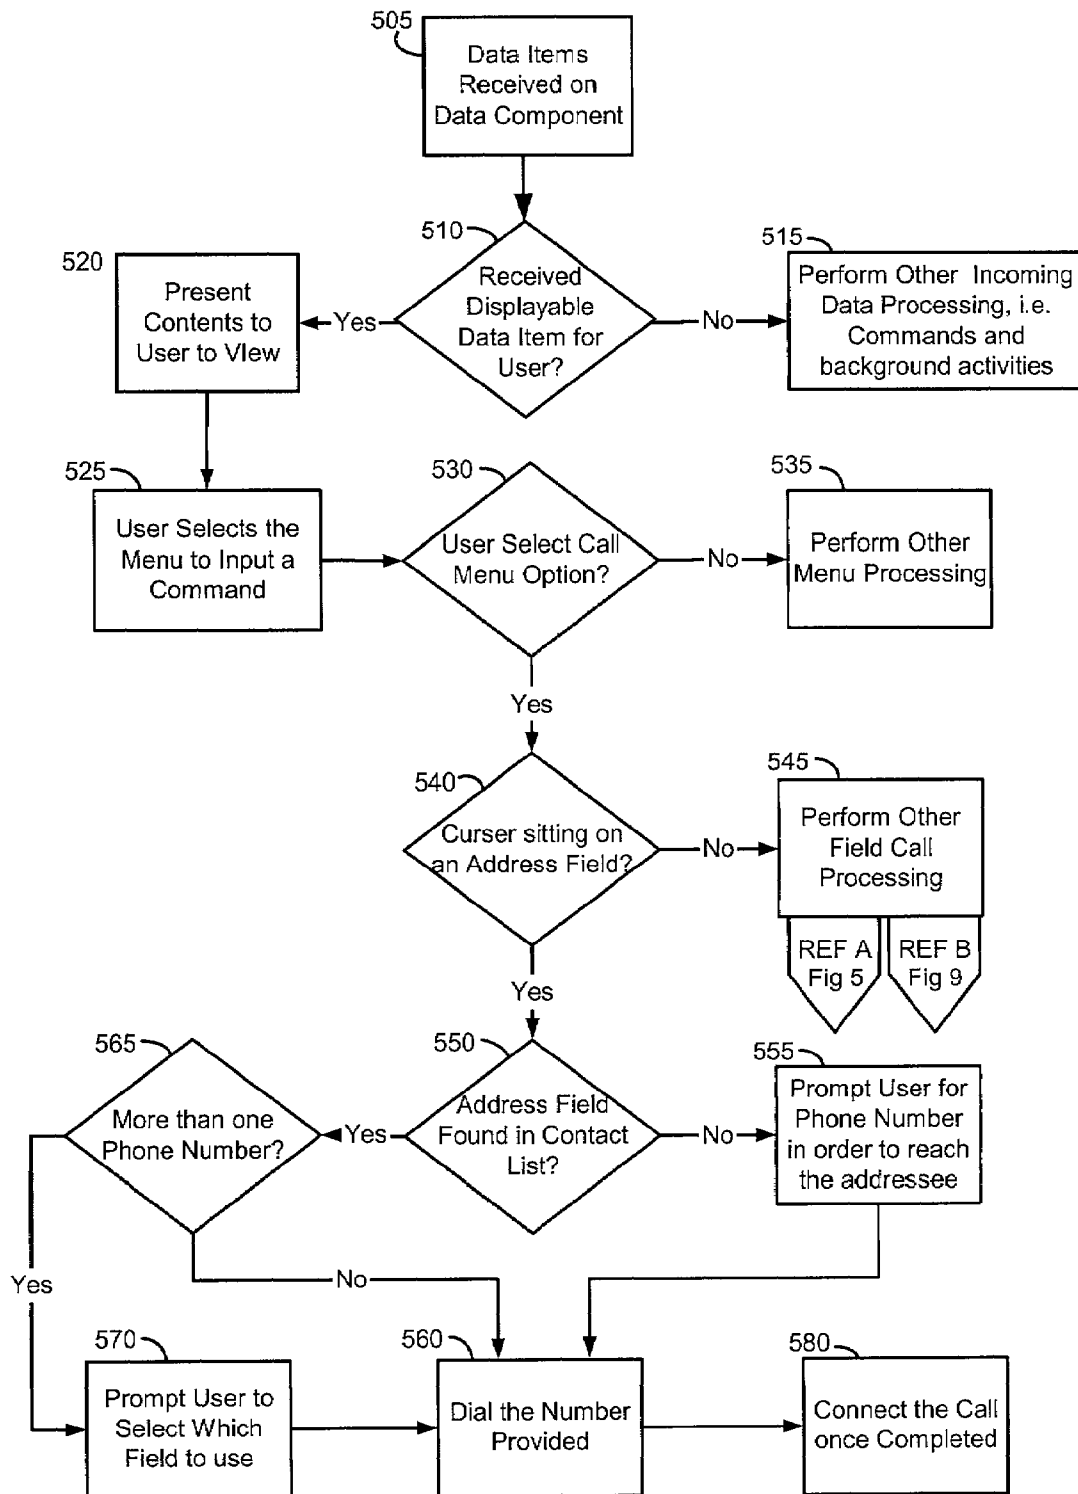 505
Data Items
Received on
Data Component
510
Received
Displayable
Data Item for
User?
515
Perform Other Incoming
Data Processing, i.e.
Commands and
background activities
520
Present
Contents to
User to VIew
Yes
No
525
User Selects the
Menu to Input a
Command
530
User Select Call
Menu Option?
No
535
Perform Other
Menu Processing
Yes
540
Curser sitting on
an Address Field?
No
545
Perform Other
Field Call
Processing
REF A
Fig 5
REF B
Fig 9
Yes
565
More than one
Phone Number?
Yes
550
Address Field
Found in Contact
List?
No
555
Prompt User for
Phone Number
in order to reach
the addressee
Yes
No
570
Prompt User to
Select Which
Field to use
560
Dial the Number
Provided
580
Connect the Call
once Completed